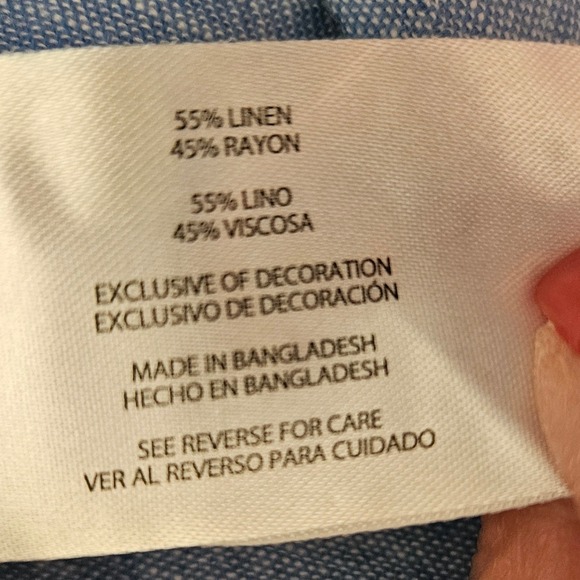 55% LINEN
45% RAYON
55% LINO
45% VISCOSA
EXCLUSIVE OF DECORATION
EXCLUSIVO DE DECORACIÓN
MADE IN BANGLADESH
HECHO EN BANGLADESH
SEE REVERSE FOR CARE
VER AL REVERSO PARA CUIDADO